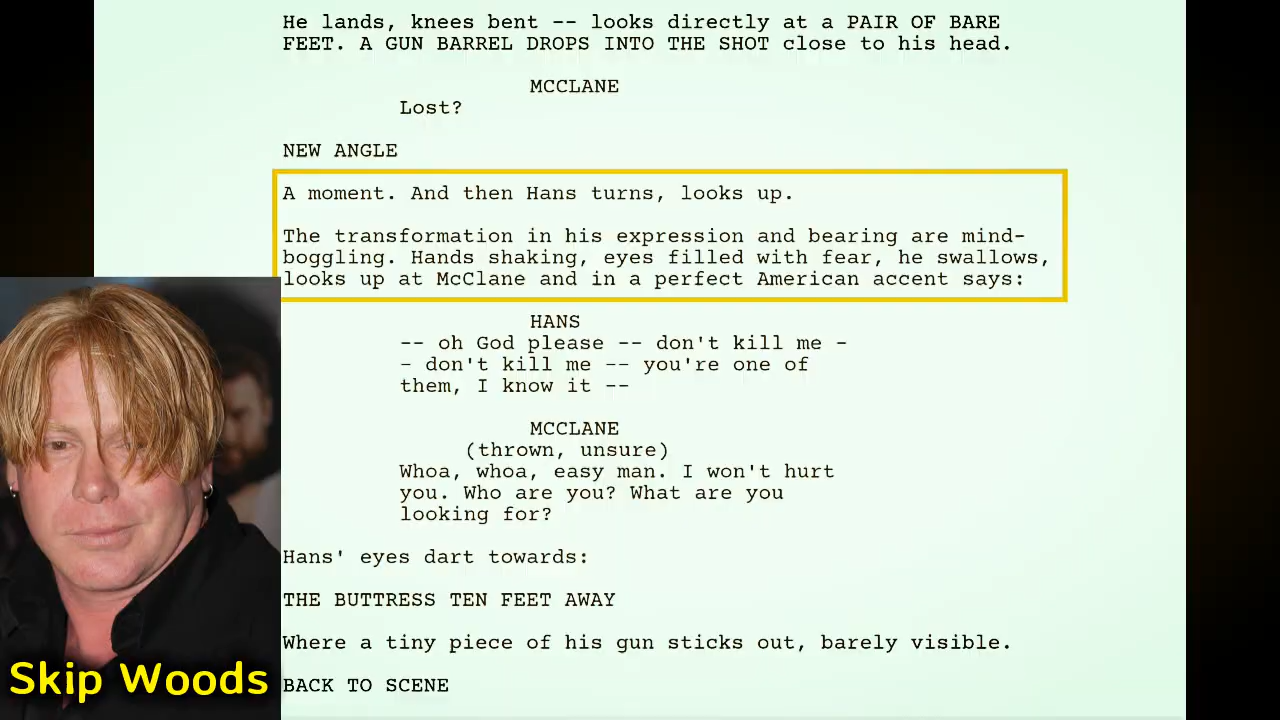 He lands, knees bent -- looks directly at a PAIR OF BARE
FEET. A GUN BARREL DROPS INTO THE SHOT close to his head.
MCCLANE
Lost?
NEW ANGLE
A moment. And then Hans turns, looks up.
The transformation in his expression and bearing are mind-
boggling. Hands shaking, eyes filled with fear, he swallows,
looks up at McClane and in a perfect American accent says:
HANS
-- oh God please -- don't kill me -
- don't kill me -- you're one of
them, I know it --
MCCLANE
(thrown, unsure)
Whoa, whoa, easy man. I won't hurt
you. Who are you? What are you
looking for?
Hans' eyes dart towards:
THE BUTTRESS TEN FEET AWAY
Where a tiny piece of his gun sticks out, barely visible.
BACK TO SCENE
Skip Woods